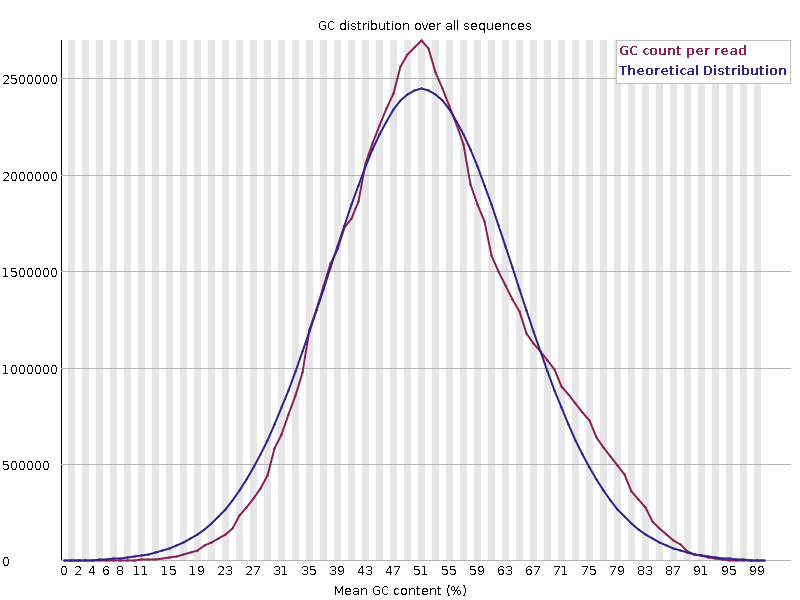 GC distribution over all sequences
GC count per read
Theoretical Distribution
2500000
2000000
1500000
1000000
500000
0
0 2 4 6 8 11 15 19 23 27 31 35 39 43 47 51 55 59 63 67 71 75 79 83 87 91 95 99
Mean GC content (%)